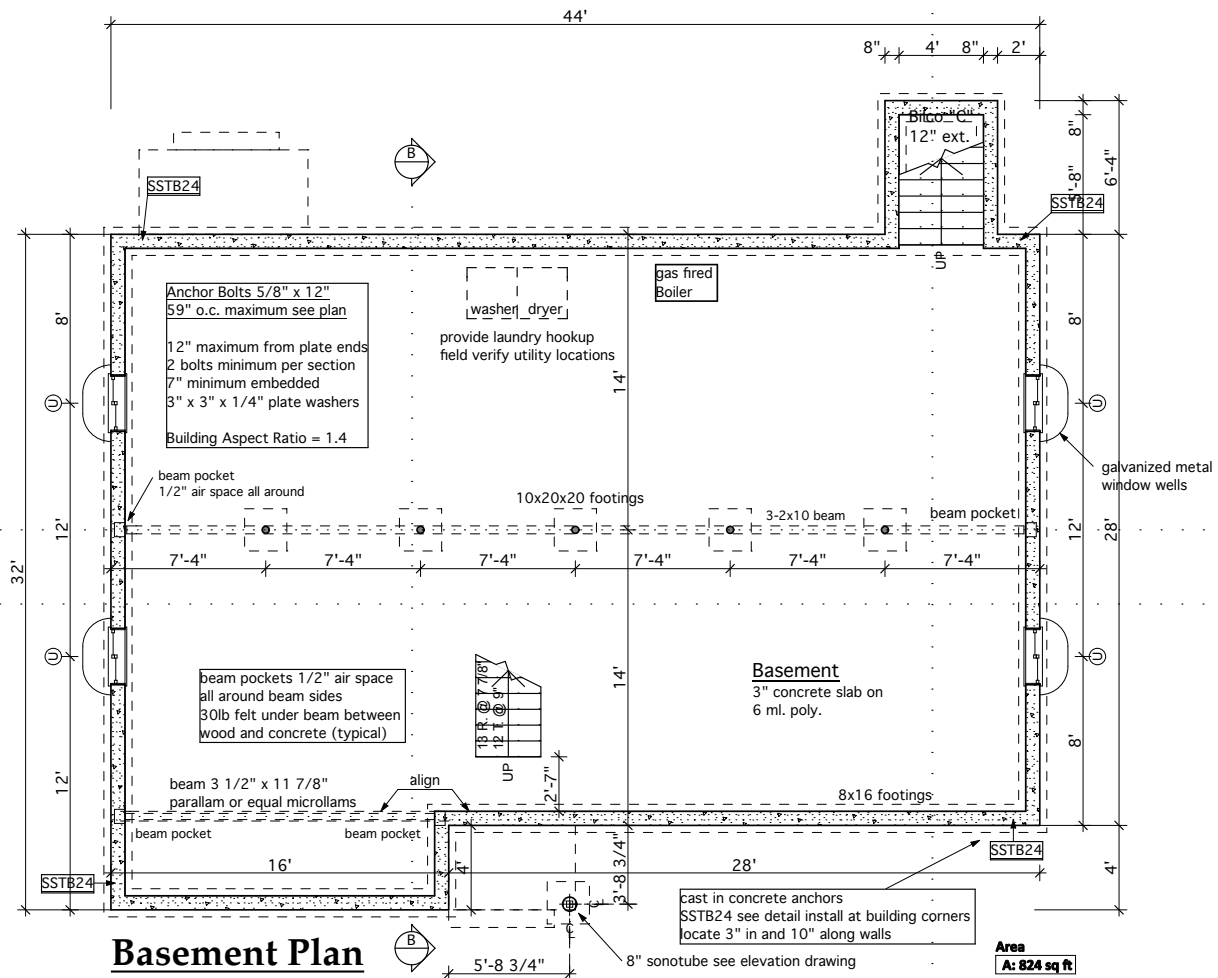 44'
8"
4'
8"
2'
Bilco "C"
12" ext.
8"
5'-8"
6'-4"
B
SSTB24
SSTB24
UP
gas fired
Boiler
washer
dryer
provide laundry hookup
field verify utility locations
Anchor Bolts 5/8" x 12"
59" o.c. maximum see plan
12" maximum from plate ends
2 bolts minimum per section
7" minimum embedded
3" x 3" x 1/4" plate washers
Building Aspect Ratio = 1.4
8'
8'
14'
U
U
galvanized metal
window wells
beam pocket
1/2" air space all around
10x20x20 footings
3-2x10 beam
beam pocket
12'
12'
28'
32'
7'-4"
7'-4"
7'-4"
7'-4"
7'-4"
7'-4"
U
U
beam pockets 1/2" air space
all around beam sides
30lb felt under beam between
wood and concrete (typical)
13 R. @ 7 7/8"
12 T. @ 9"
UP
14'
Basement
3" concrete slab on
6 ml. poly.
8'
12'
2'-7"
beam 3 1/2" x 11 7/8"
parallam or equal microllams
align
8x16 footings
beam pocket
beam pocket
SSTB24
16'
4'
3'-8 3/4"
28'
SSTB24
4'
SSTB24
cast in concrete anchors
SSTB24 see detail install at building corners
locate 3" in and 10" along walls
Basement Plan
B
5'-8 3/4"
8" sonotube see elevation drawing
Area
A: 824 sq ft